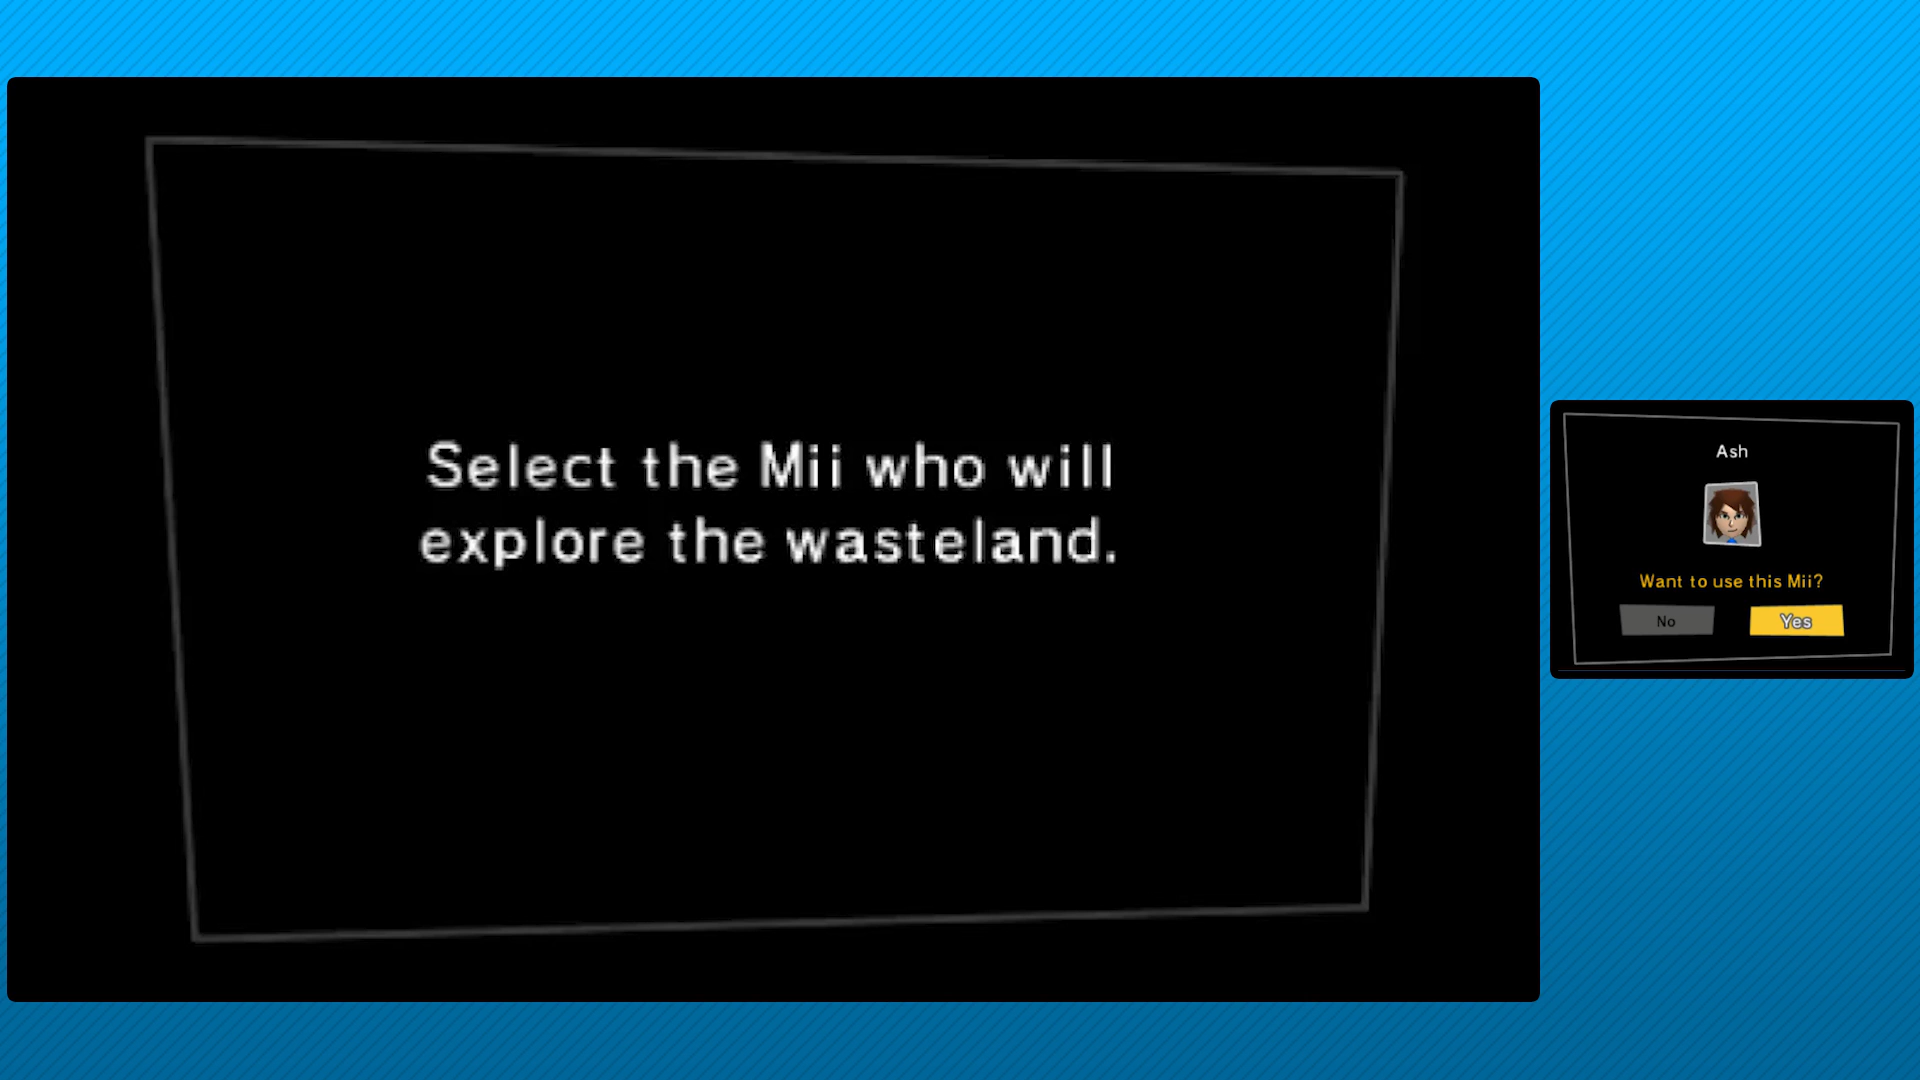 Select the Mii who will
explore the wasteland.
Ash
Want to use this Mii?
No
Yes